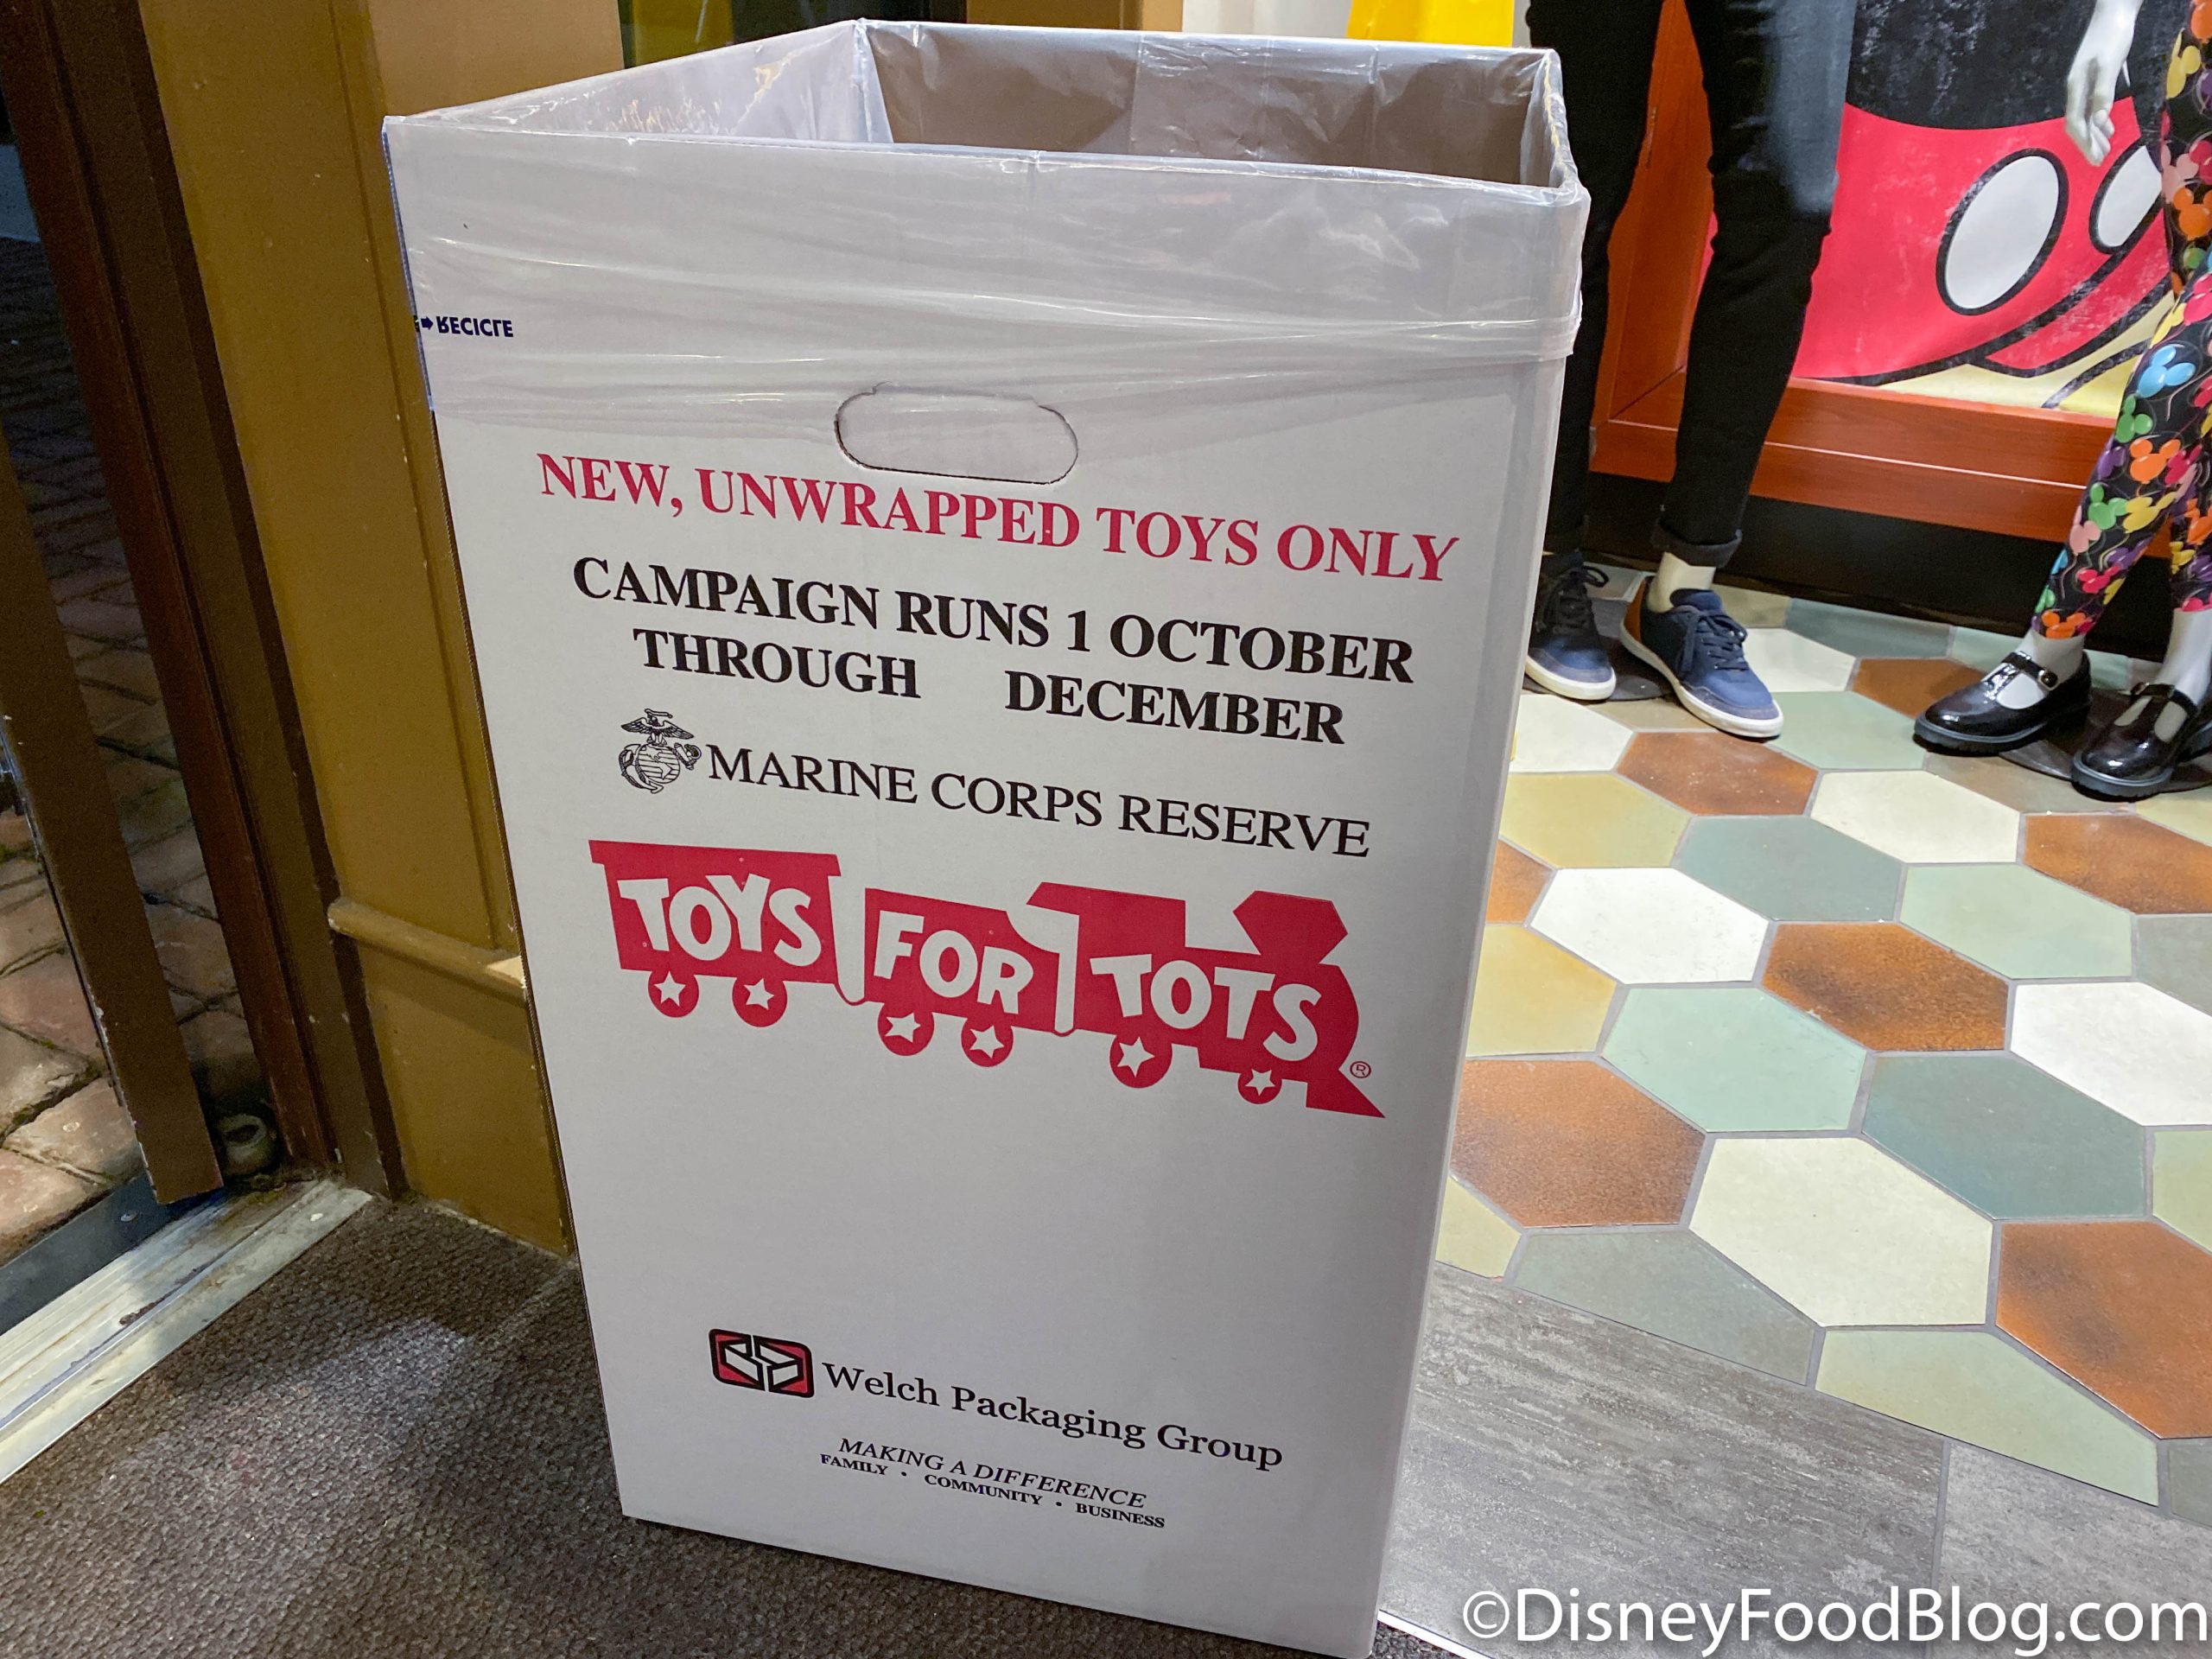 RECICLE
NEW, UNWRAPPED TOYS ONLY
CAMPAIGN RUNS 1 OCTOBER
THROUGH DECEMBER
MARINE CORPS RESERVE
TOYS FOR TOTS
®
Welch Packaging Group
MAKING A DIFFERENCE
FAMILY • COMMUNITY • BUSINESS
©DisneyFoodBlog.com